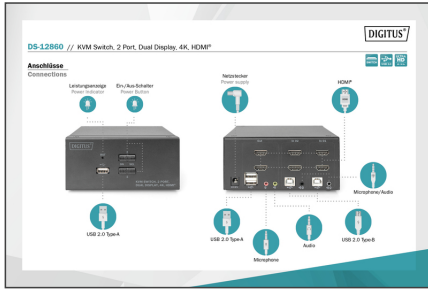 DIGITUS®
DS-12860 // KVM Switch, 2 Port, Dual Display, 4K, HDMI®
Anschlüsse
Connections
Leistungsanzeige
Power indicator
Ein-/Aus-Schalter
Power Button
Netzstecker
Power supply
HDMI®
DIGITUS
USB 2.0 Type-A
USB 2.0 Type-A
Microphone
Audio
USB 2.0 Type-B
Microphone/Audio